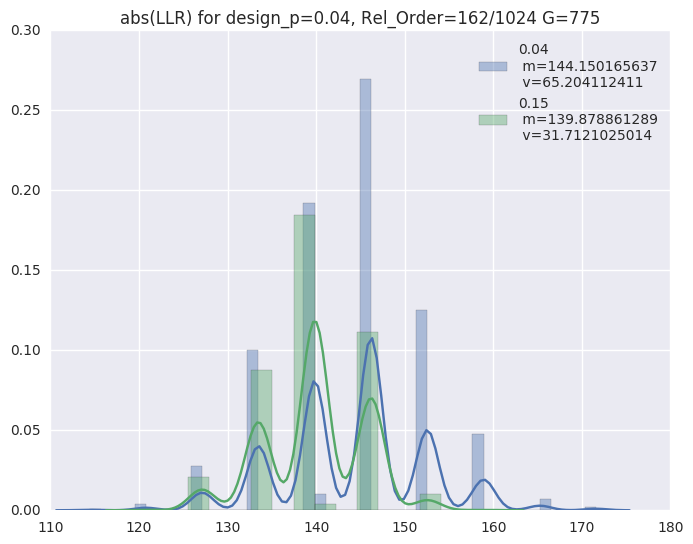 abs(LLR) for design_p=0.04, Rel_Order=162/1024 G=775
0.30
0.25
0.20
0.15
0.10
0.05
0.00
110 120 130 140 150 160 170 180
0.04
m=144.150165637
v=65.204112411
0.15
m=139.878861289
v=31.7121025014